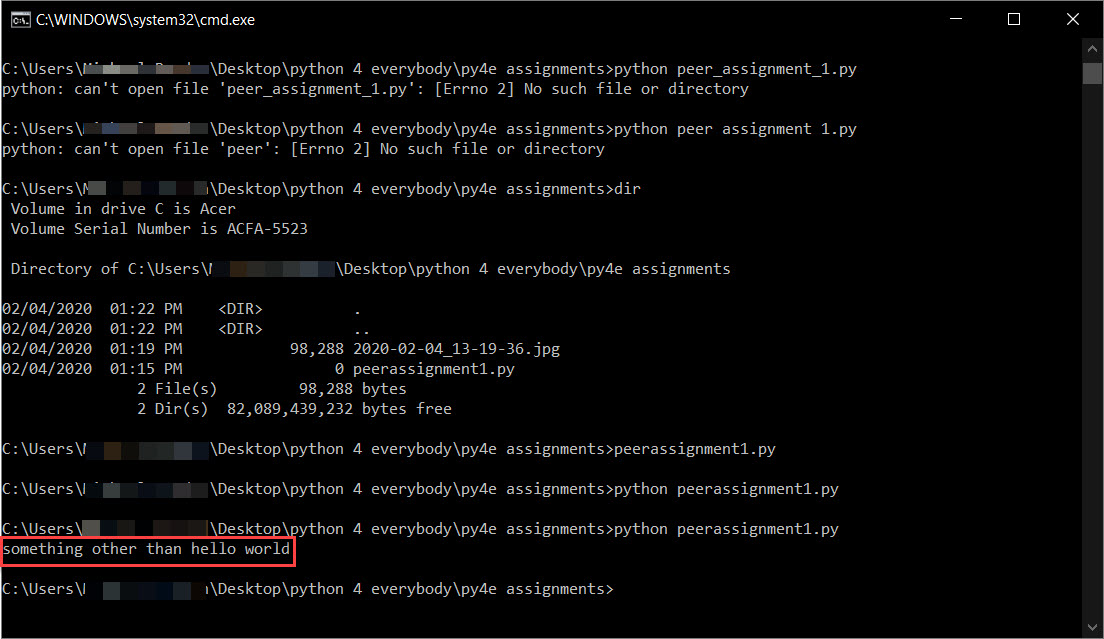 C:\WINDOWS\system32\cmd.exe
C:\Users\ \Desktop\python 4 everybody\py4e assignments>python peer_assignment_1.py
python: can't open file 'peer_assignment_1.py': [Errno 2] No such file or directory
C:\Users\ \Desktop\python 4 everybody\py4e assignments>python peer assignment 1.py
python: can't open file 'peer': [Errno 2] No such file or directory
C:\Users\ \Desktop\python 4 everybody\py4e assignments>dir
Volume in drive C is Acer
Volume Serial Number is ACFA-5523
Directory of C:\Users\ \Desktop\python 4 everybody\py4e assignments
02/04/2020 01:22 PM <DIR> .
02/04/2020 01:22 PM <DIR> ..
02/04/2020 01:19 PM 98,288 2020-02-04_13-19-36.jpg
02/04/2020 01:15 PM 0 peerassignment1.py
2 File(s) 98,288 bytes
2 Dir(s) 82,089,439,232 bytes free
C:\Users\ \Desktop\python 4 everybody\py4e assignments>peerassignment1.py
C:\Users\ \Desktop\python 4 everybody\py4e assignments>python peerassignment1.py
C:\Users\ \Desktop\python 4 everybody\py4e assignments>python peerassignment1.py
something other than hello world
C:\Users\ \Desktop\python 4 everybody\py4e assignments>